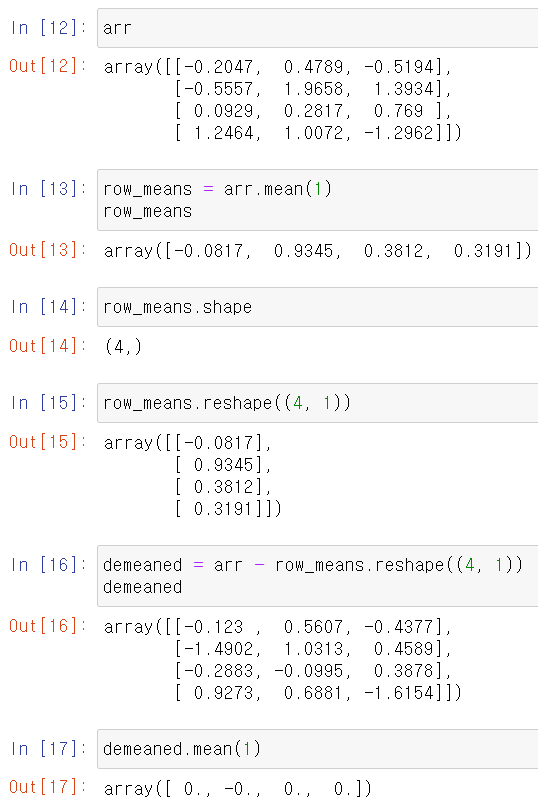 In [12]: arr
Out[12]: array([[-0.2047,  0.4789, -0.5194],
       [-0.5557,  1.9658,  1.3934],
       [ 0.0929,  0.2817,  0.769 ],
       [ 1.2464,  1.0072, -1.2962]])
In [13]: row_means = arr.mean(1)
row_means
Out[13]: array([-0.0817,  0.9345,  0.3812,  0.3191])
In [14]: row_means.shape
Out[14]: (4,)
In [15]: row_means.reshape((4, 1))
Out[15]: array([[-0.0817],
       [ 0.9345],
       [ 0.3812],
       [ 0.3191]])
In [16]: demeaned = arr - row_means.reshape((4, 1))
demeaned
Out[16]: array([[-0.123 ,  0.5607, -0.4377],
       [-1.4902,  1.0313,  0.4589],
       [-0.2883, -0.0995,  0.3878],
       [ 0.9273,  0.6881, -1.6154]])
In [17]: demeaned.mean(1)
Out[17]: array([ 0., -0.,  0.,  0.])